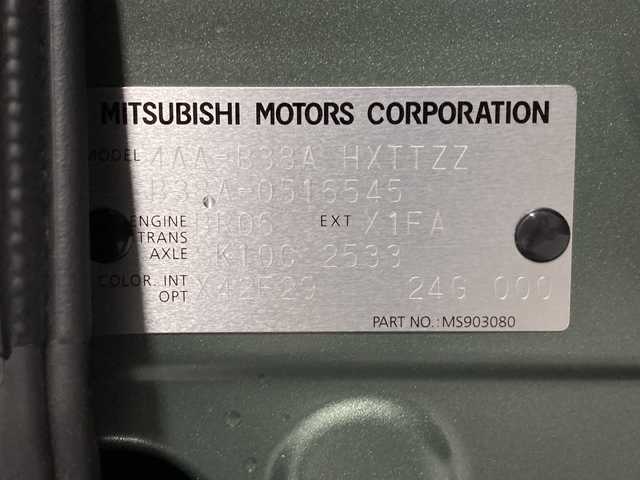 MITSUBISHI MOTORS CORPORATION
MODEL 4AA-B38A HXTTZZ
B38A-0516545
ENGINE BR06 EXT X1FA
TRANS
AXLE 2533
COLOR. INT X42F29 24G 000
OPT
PART NO.:MS903080